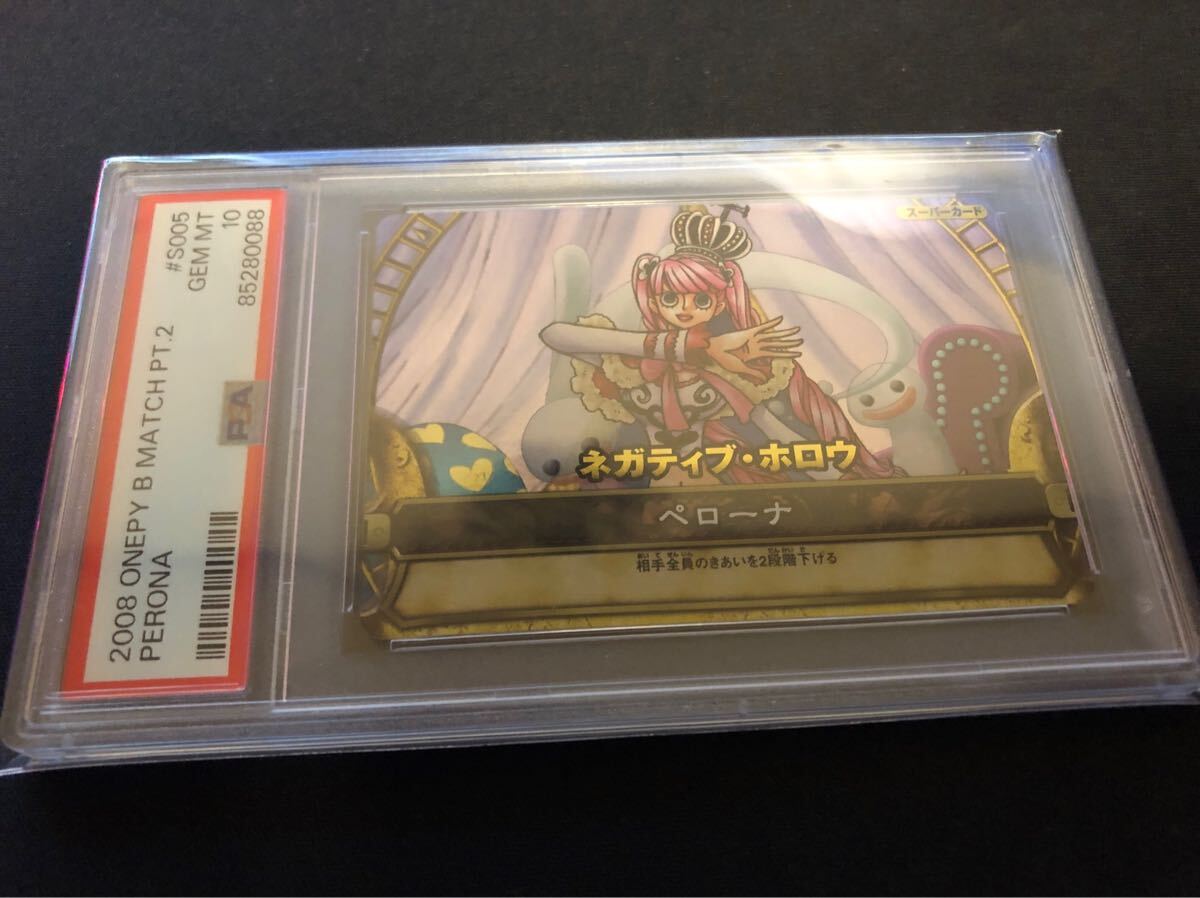 2008 ONEPY B MATCH PT.2
PERONA
#S005
GEM MT
10
85280088
PSA
スーパーカード
ネガティブ・ホロウ
ペローナ
相手全員のきあいを2段階下げる